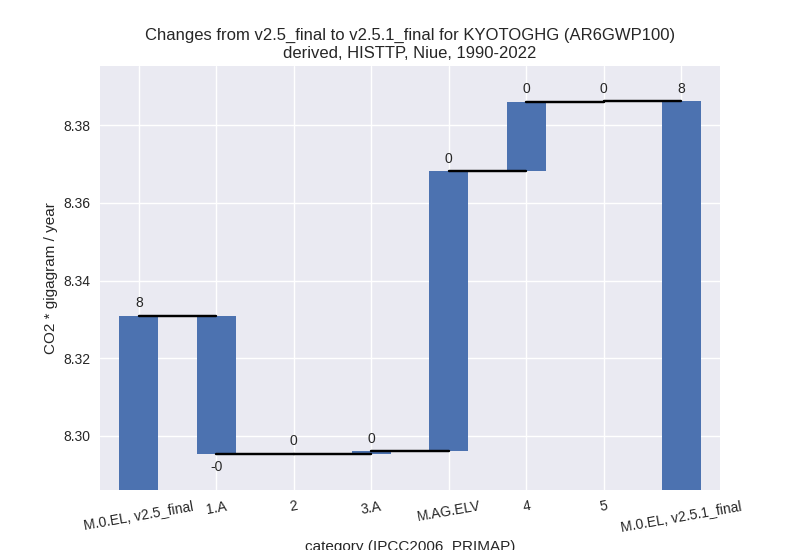 Changes from v2.5_final to v2.5.1_final for KYOTOGHG (AR6GWP100)
derived, HISTTP, Niue, 1990-2022
CO2 * gigagram / year
8.38
8.36
8.34
8.32
8.30
8
-0
0
0
0
0
0
8
M.0.EL, v2.5_final
1.A
2
3.A
M.AG.ELV
4
5
M.0.EL, v2.5.1_final
category (IPCC2006_PRIMAP)